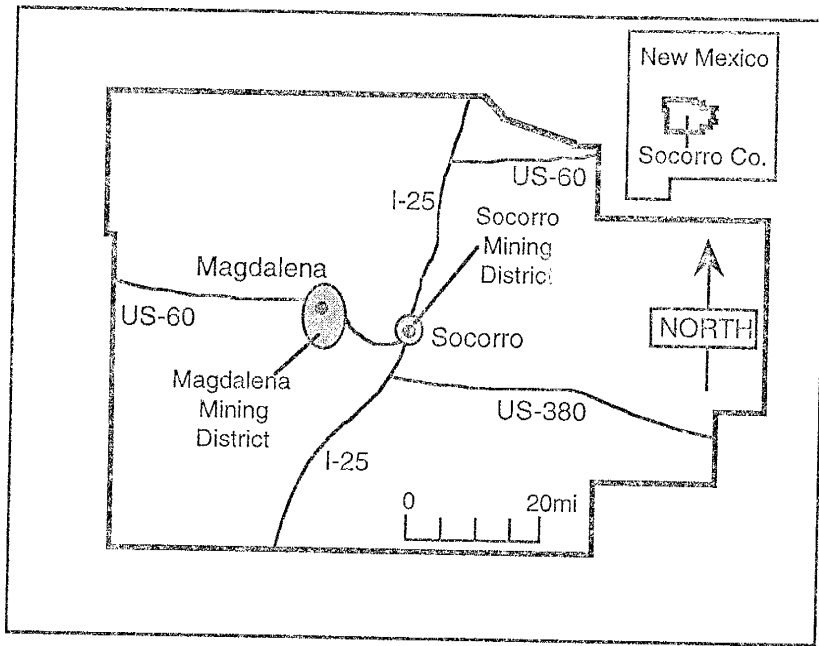 New Mexico
Socorro Co.
US-60
I-25
Socorro
Mining
District
Magdalena
US-60
NORTH
Socorro
Magdalena
Mining
District
US-380
I-25
0 20mi